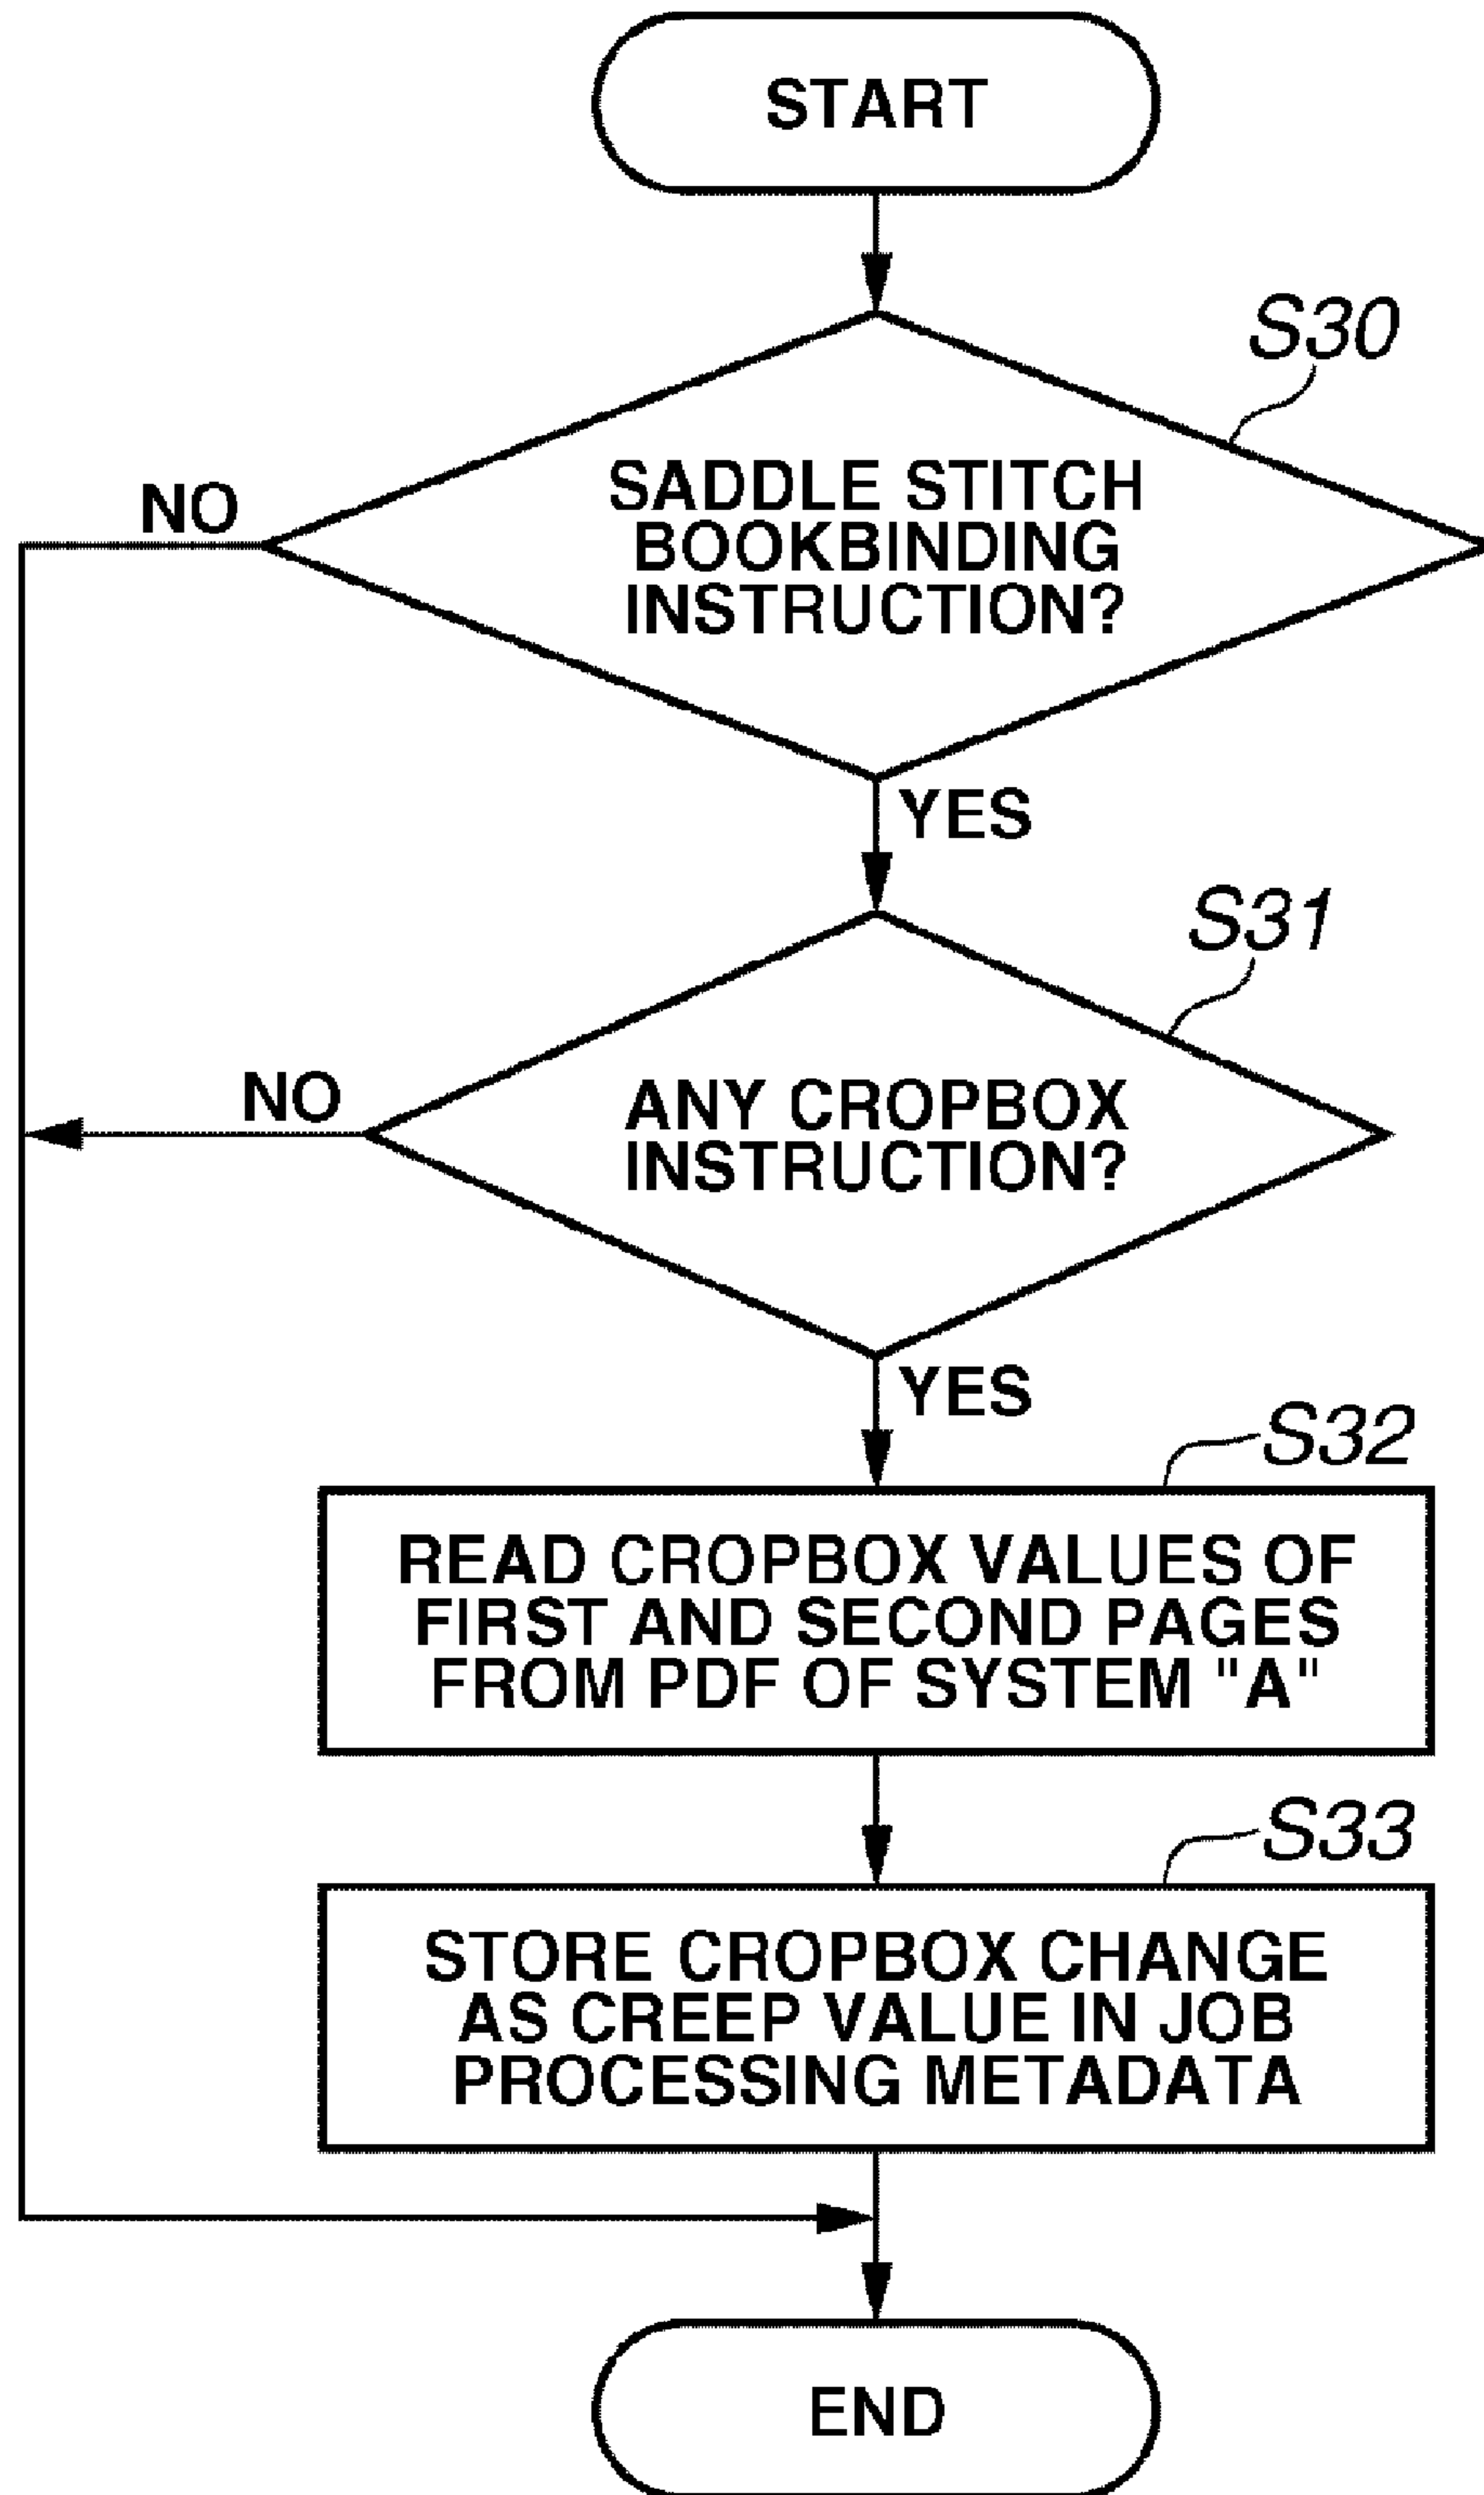 START
S30
SADDLE STITCH
BOOKBINDING
INSTRUCTION?
NO
YES
S31
ANY CROPBOX
INSTRUCTION?
NO
YES
S32
READ CROPBOX VALUES OF
FIRST AND SECOND PAGES
FROM PDF OF SYSTEM "A"
S33
STORE CROPBOX CHANGE
AS CREEP VALUE IN JOB
PROCESSING METADATA
END